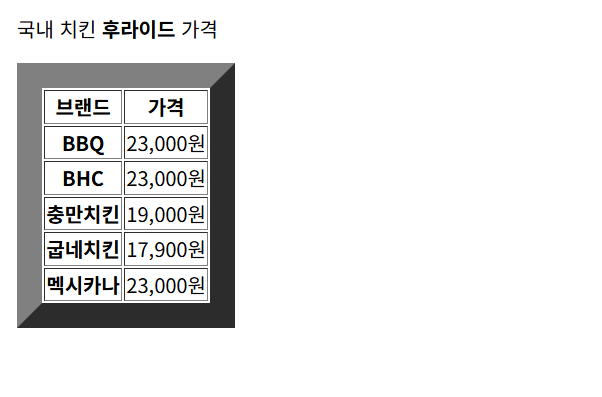 국내 치킨 후라이드 가격
브랜드 가격
BBQ 23,000원
BHC 23,000원
충만치킨 19,000원
굽네치킨 17,900원
멕시카나 23,000원